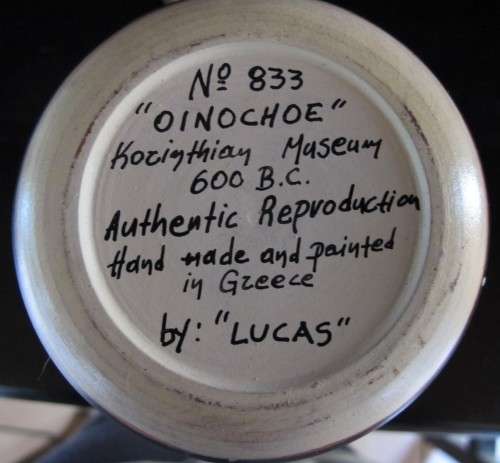 Nº 833
"OINOCHOE"
Korinthian Museum
600 B.C.
Authentic Reproduction
Hand made and painted
in Greece
by: "LUCAS"